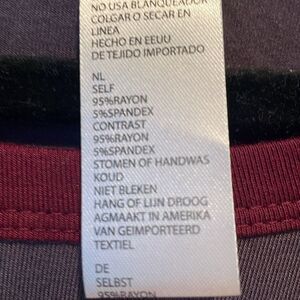 NO USA BLANQUEADOR
COLGAR O SECAR EN
LINEA
HECHO EN EEUU
DE TEJIDO IMPORTADO
NL
SELF
95%RAYON
5%SPANDEX
CONTRAST
95%RAYON
5%SPANDEX
STOMEN OF HANDWAS
KOUD
NIET BLEKEN
HANG OF LIJN DROOG
AGMAAKT IN AMERIKA
VAN GEIMPORTEERD
TEXTIEL
DE
SELBST
95%RAYON